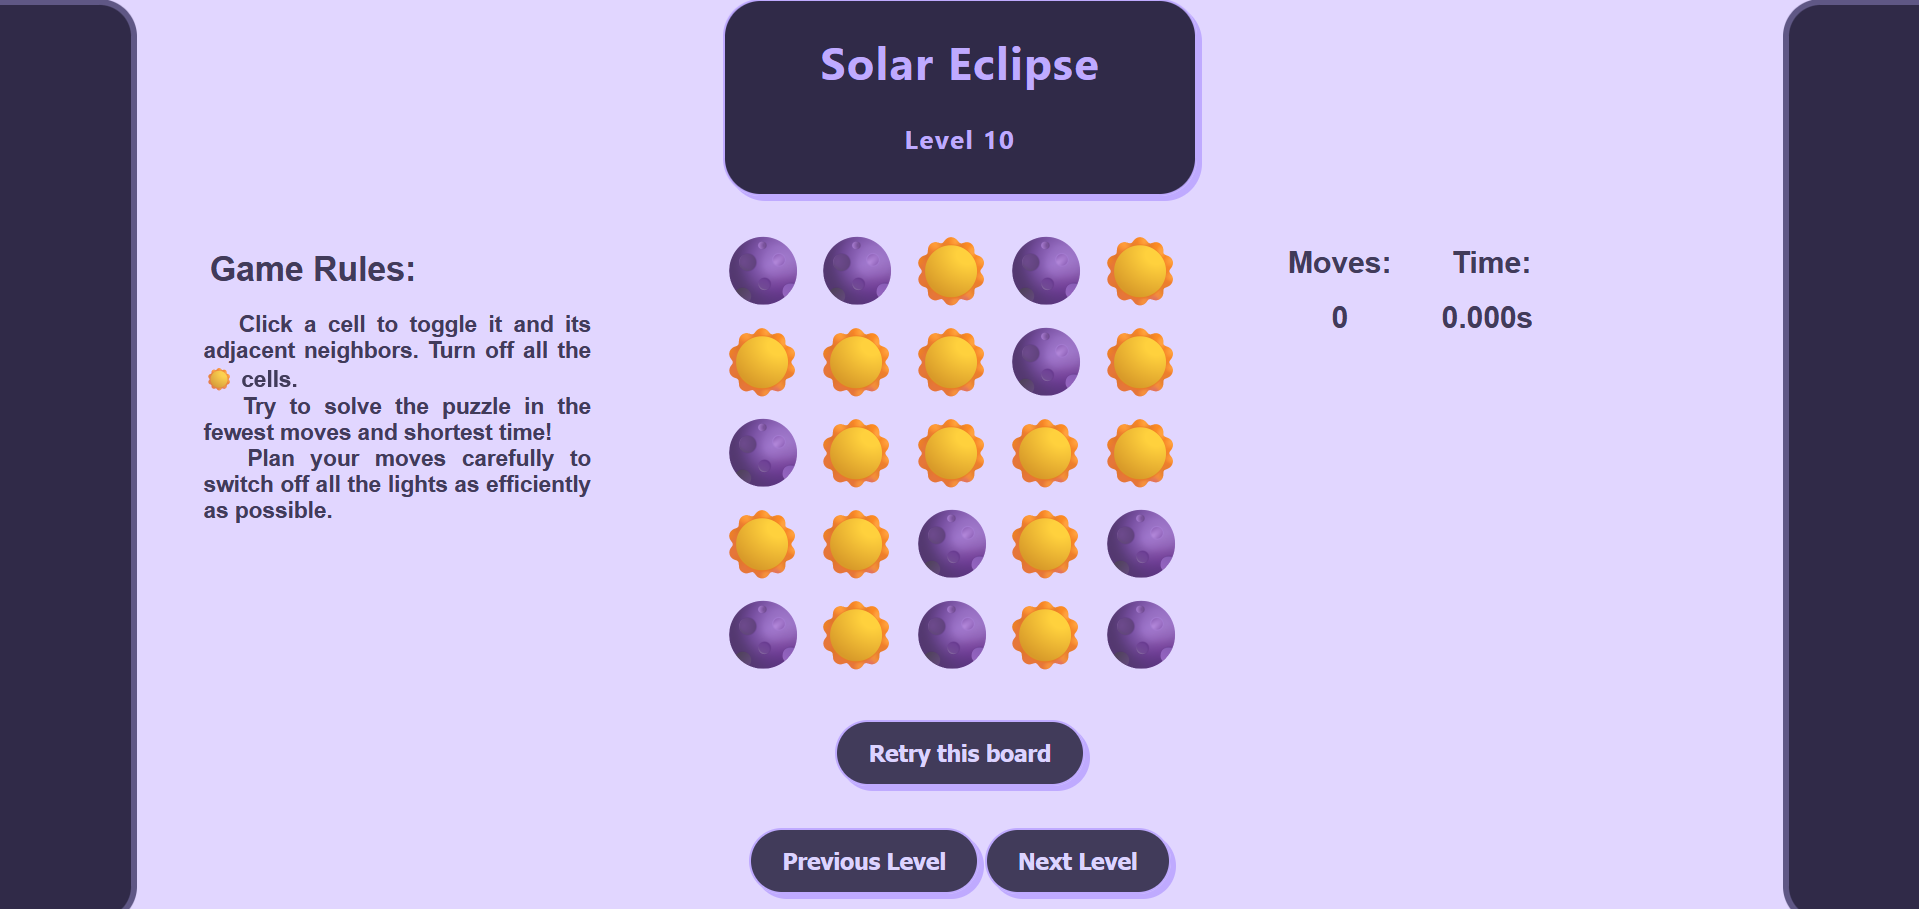 Solar Eclipse
Level 10
Game Rules:
Click a cell to toggle it and its
adjacent neighbors. Turn off all the
cells.
Try to solve the puzzle in the
fewest moves and shortest time!
Plan your moves carefully to
switch off all the lights as efficiently
as possible.
Moves: Time:
0 0.000s
Retry this board
Previous Level Next Level